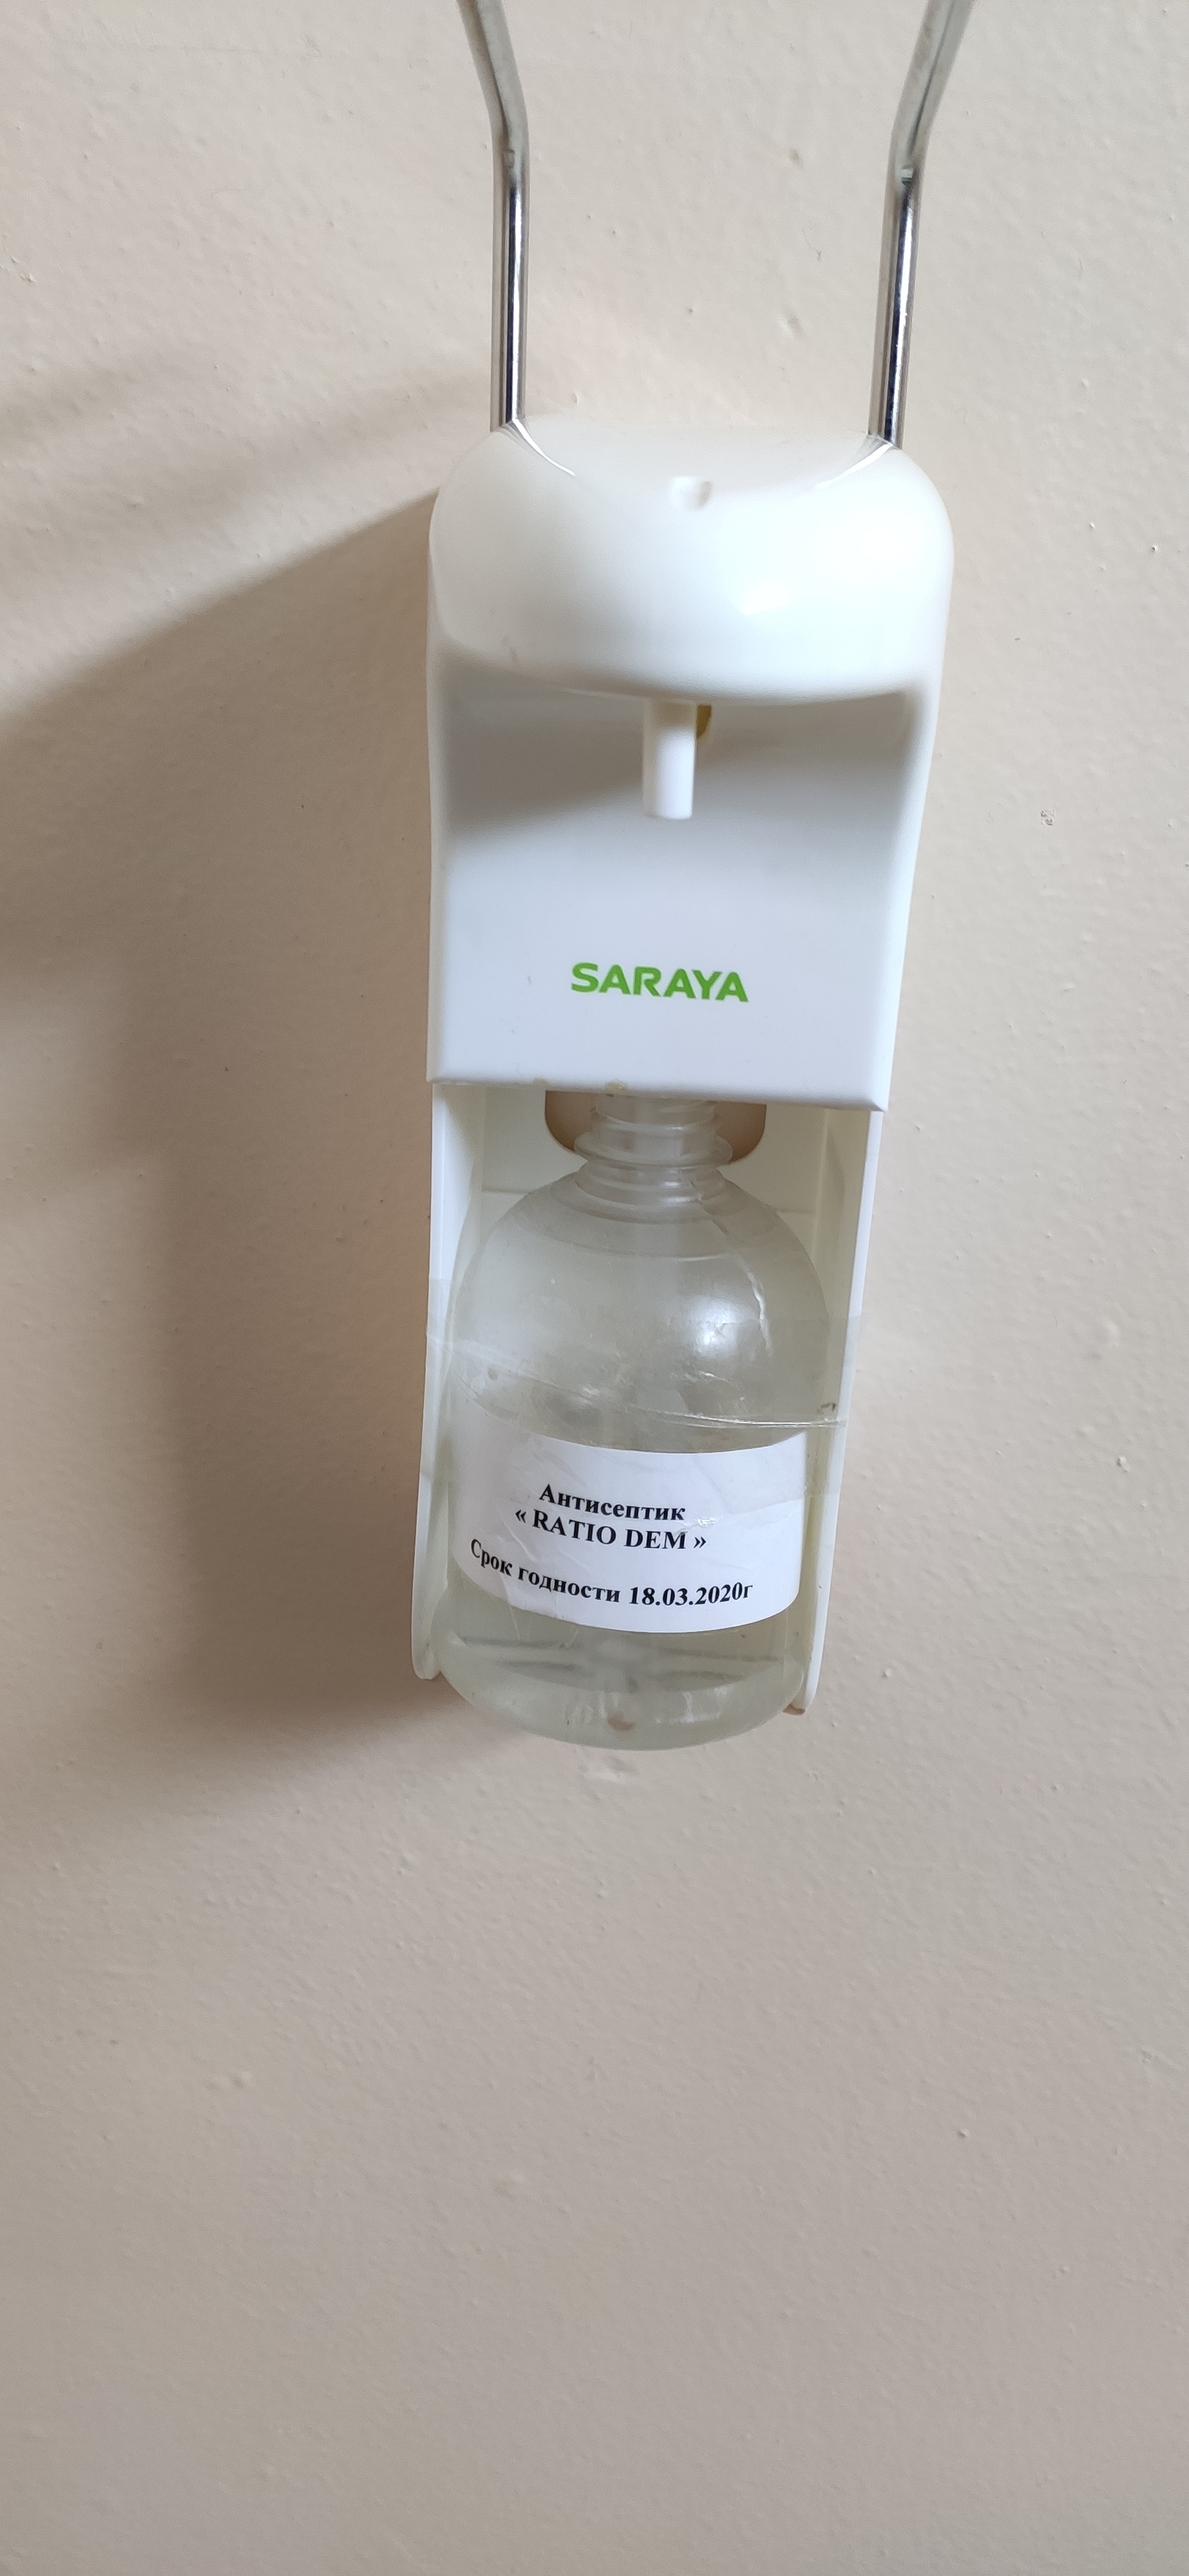 SARAYA
Антисептик
« RATIO DEM »
Срок годности 18.03.2020г